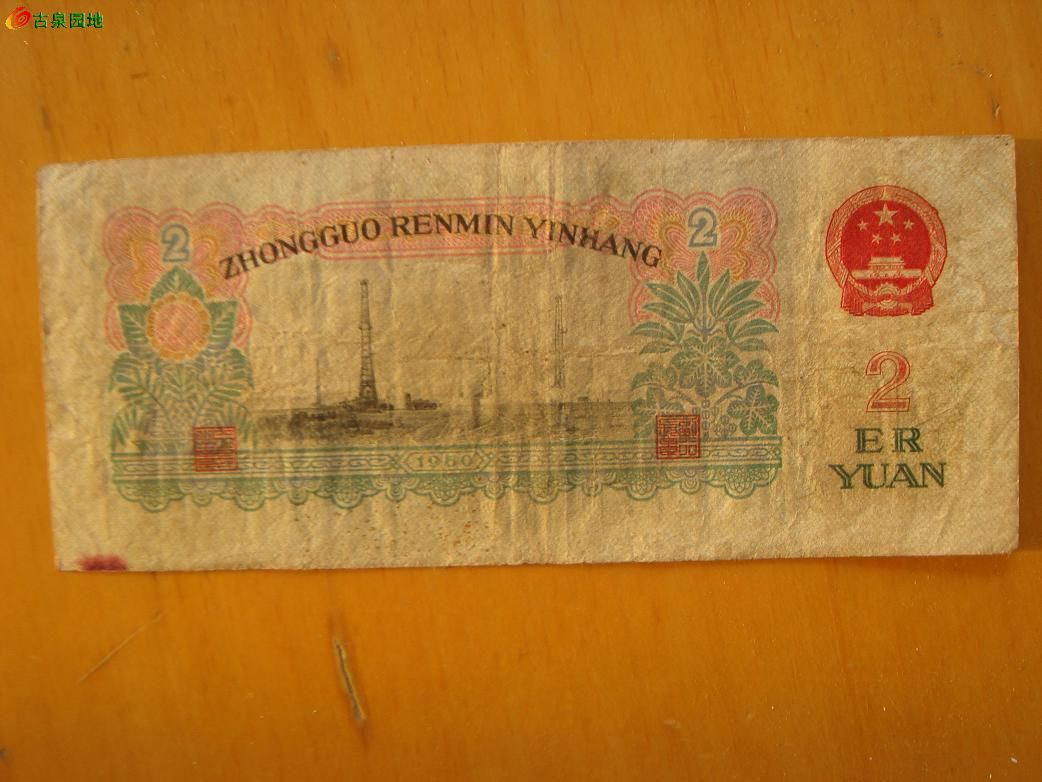 古泉园地
2 ZHONGGUO RENMIN YINHANG 2
2
ER
YUAN
1960